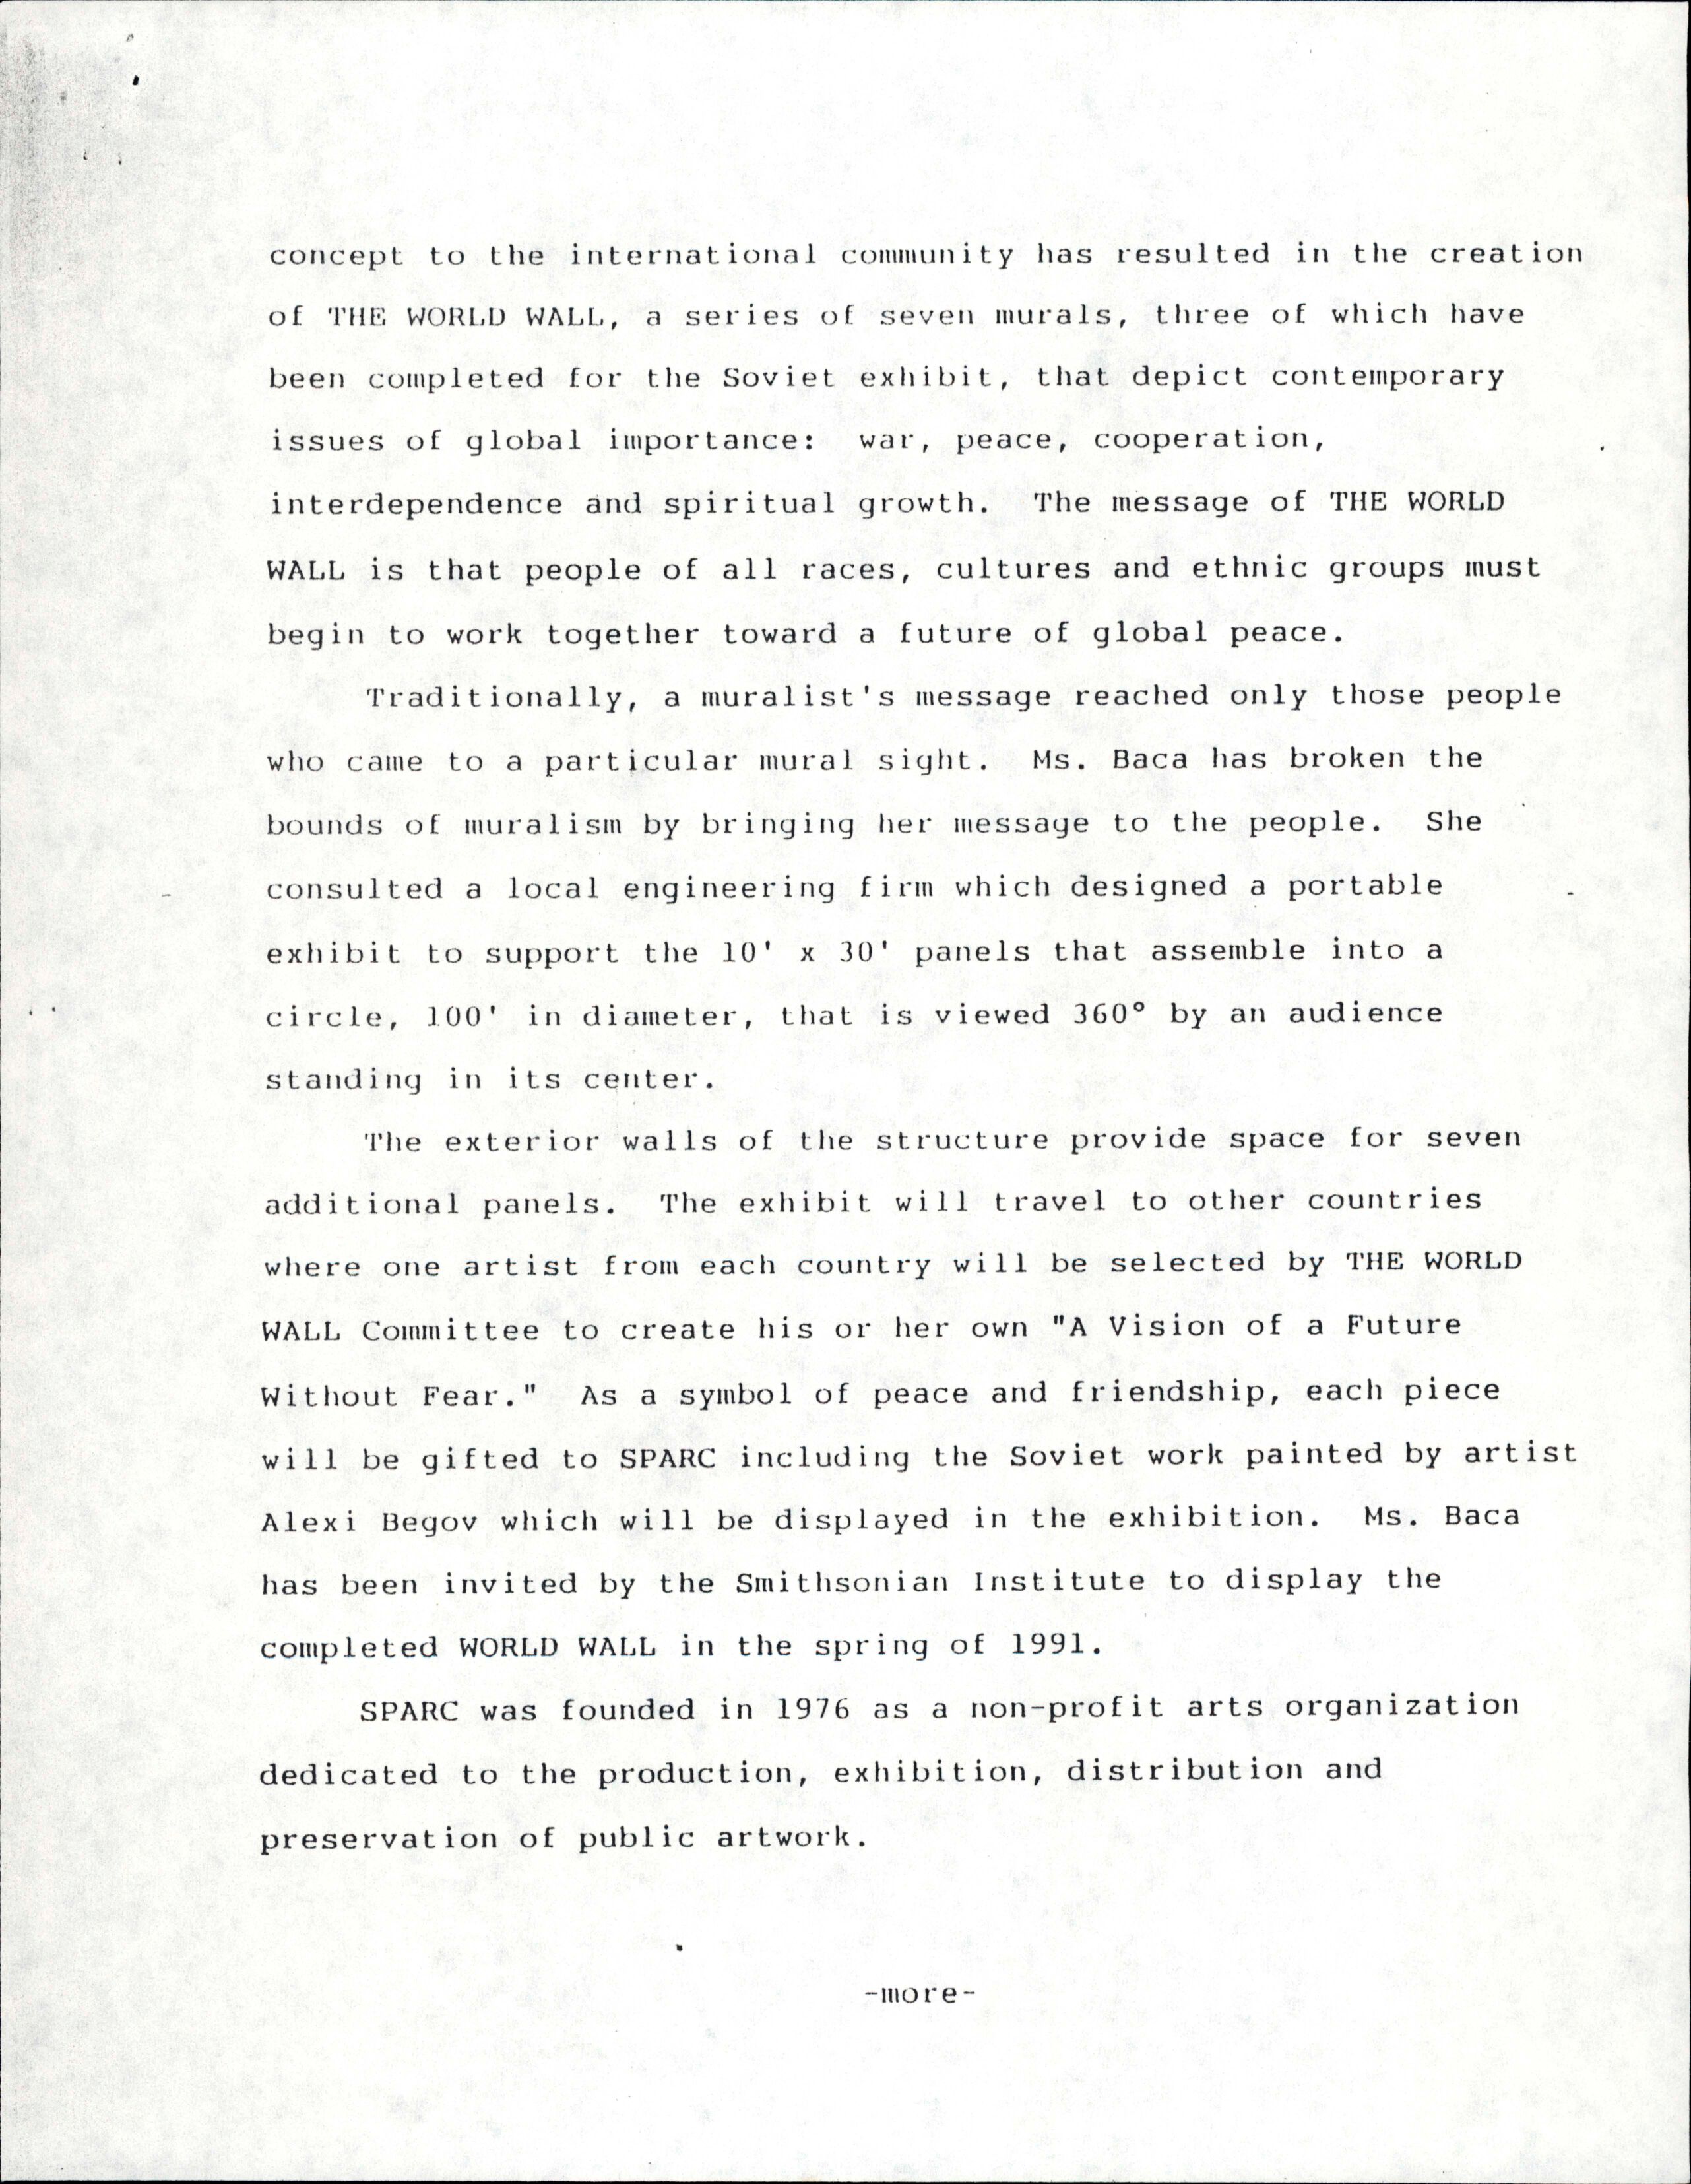 concept to the international community has resulted in the creation
of THE WORLD WALL, a series of seven murals, three of which have
been completed for the Soviet exhibit, that depict contemporary
issues of global importance:  war, peace, cooperation,
interdependence and spiritual growth.  The message of THE WORLD
WALL is that people of all races, cultures and ethnic groups must
begin to work together toward a future of global peace.
Traditionally, a muralist's message reached only those people
who came to a particular mural sight.  Ms. Baca has broken the
bounds of muralism by bringing her message to the people.  She
consulted a local engineering firm which designed a portable
exhibit to support the 10' x 30' panels that assemble into a
circle, 100' in diameter, that is viewed 360° by an audience
standing in its center.
The exterior walls of the structure provide space for seven
additional panels.  The exhibit will travel to other countries
where one artist from each country will be selected by THE WORLD
WALL Committee to create his or her own "A Vision of a Future
Without Fear."  As a symbol of peace and friendship, each piece
will be gifted to SPARC including the Soviet work painted by artist
Alexi Begov which will be displayed in the exhibition.  Ms. Baca
has been invited by the Smithsonian Institute to display the
completed WORLD WALL in the spring of 1991.
SPARC was founded in 1976 as a non-profit arts organization
dedicated to the production, exhibition, distribution and
preservation of public artwork.
-more-